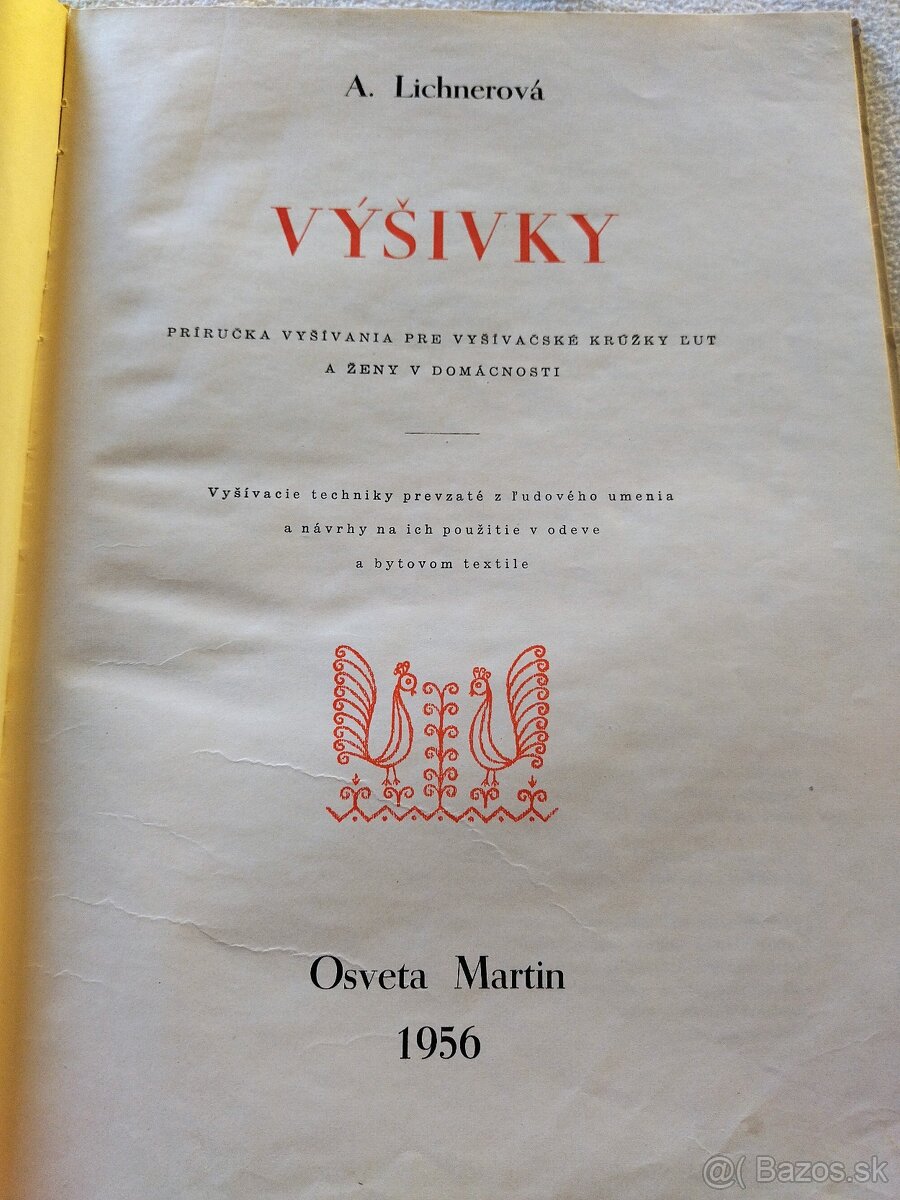 A. Lichnerová
VÝŠIVKY
PRÍRUČKA VYŠÍVANIA PRE VYŠÍVAČSKÉ KRÚŽKY ĽUT
A ŽENY V DOMÁCNOSTI
Vyšívacie techniky prevzaté z ľudového umenia
a návrhy na ich použitie v odeve
a bytovom textile
Osveta Martin
1956
@( Bazos.sk